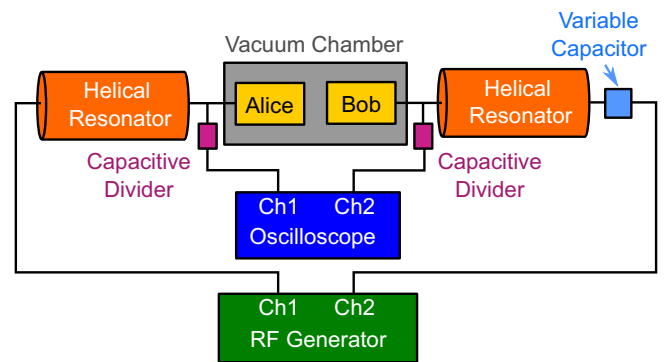 Variable
Capacitor
Vacuum Chamber
Helical
Resonator
Alice
Bob
Helical
Resonator
Capacitive
Divider
Capacitive
Divider
Ch1
Ch2
Oscilloscope
Ch1
Ch2
RF Generator